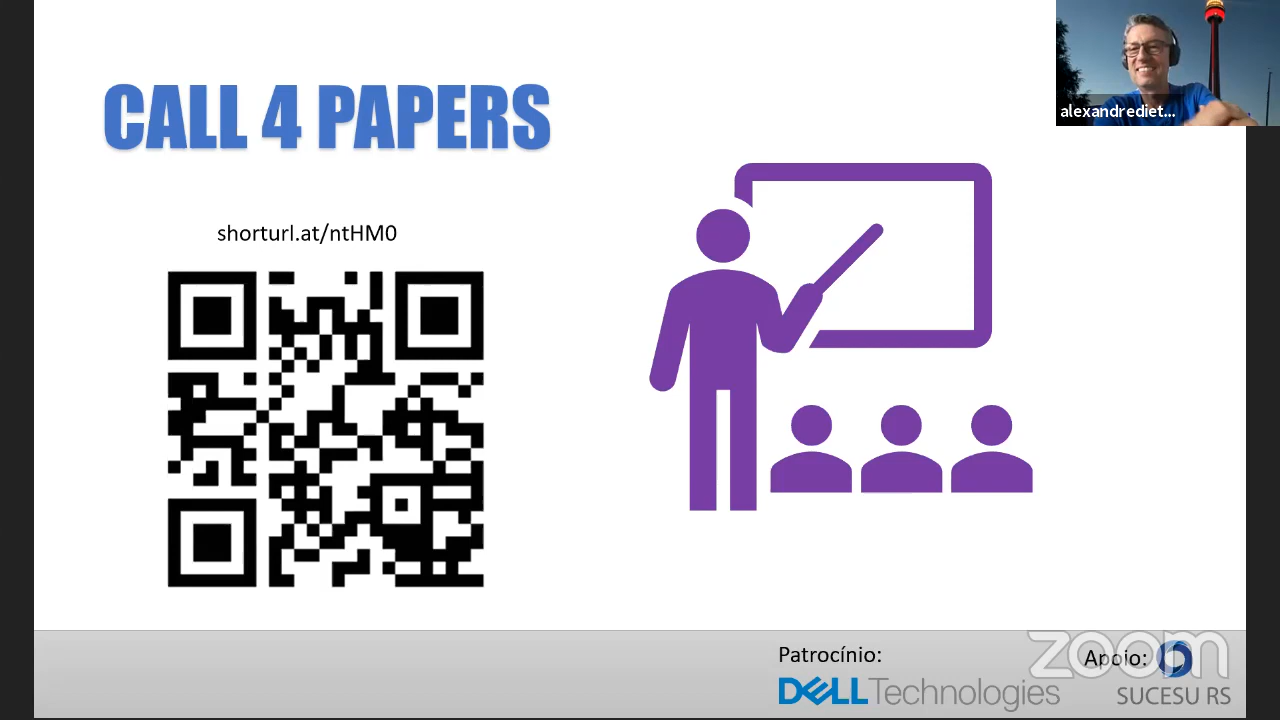 CALL 4 PAPERS
alexandrediet...
shorturl.at/ntHM0
Patrocínio:
DELL Technologies
Apoio:
SUCESU RS
zoom